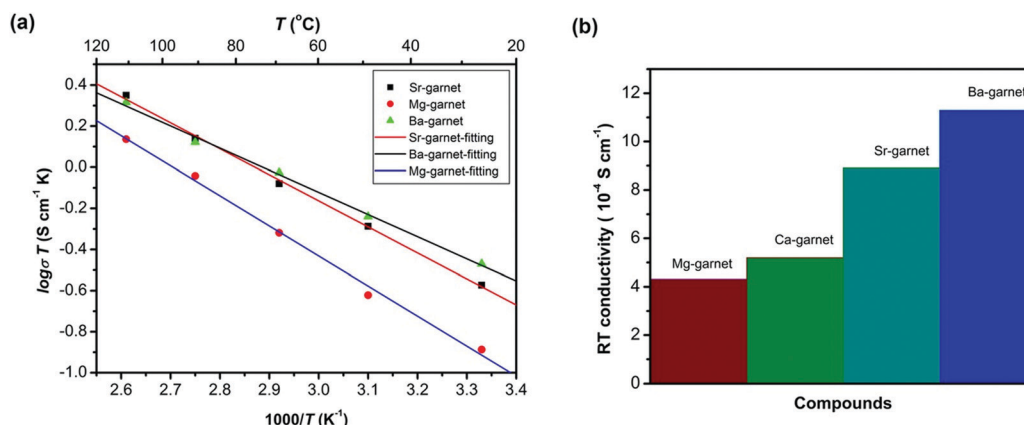 (a)
T (°C)
120 100 80 60 40 20
0.4
0.2
0.0
-0.2
-0.4
-0.6
-0.8
-1.0
logσ T (S cm⁻¹ K)
Sr-garnet
Mg-garnet
Ba-garnet
Sr-garnet-fitting
Ba-garnet-fitting
Mg-garnet-fitting
2.6 2.7 2.8 2.9 3.0 3.1 3.2 3.3 3.4
1000/T (K⁻¹)
(b)
12
10
8
6
4
2
0
RT conductivity ( 10⁻⁴ S cm⁻¹)
Mg-garnet
Ca-garnet
Sr-garnet
Ba-garnet
Compounds